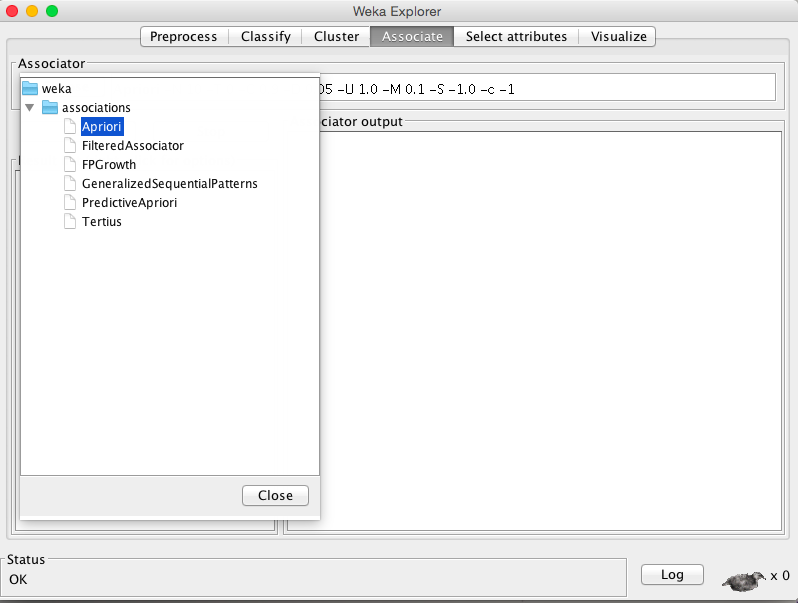 Weka Explorer
Preprocess Classify Cluster Associate Select attributes Visualize
Associator
05 -U 1.0 -M 0.1 -S -1.0 -c -1
weka
associations
Apriori
FilteredAssociator
FPGrowth
GeneralizedSequentialPatterns
PredictiveApriori
Tertius
Close
ciator output
Status
OK
Log
x 0